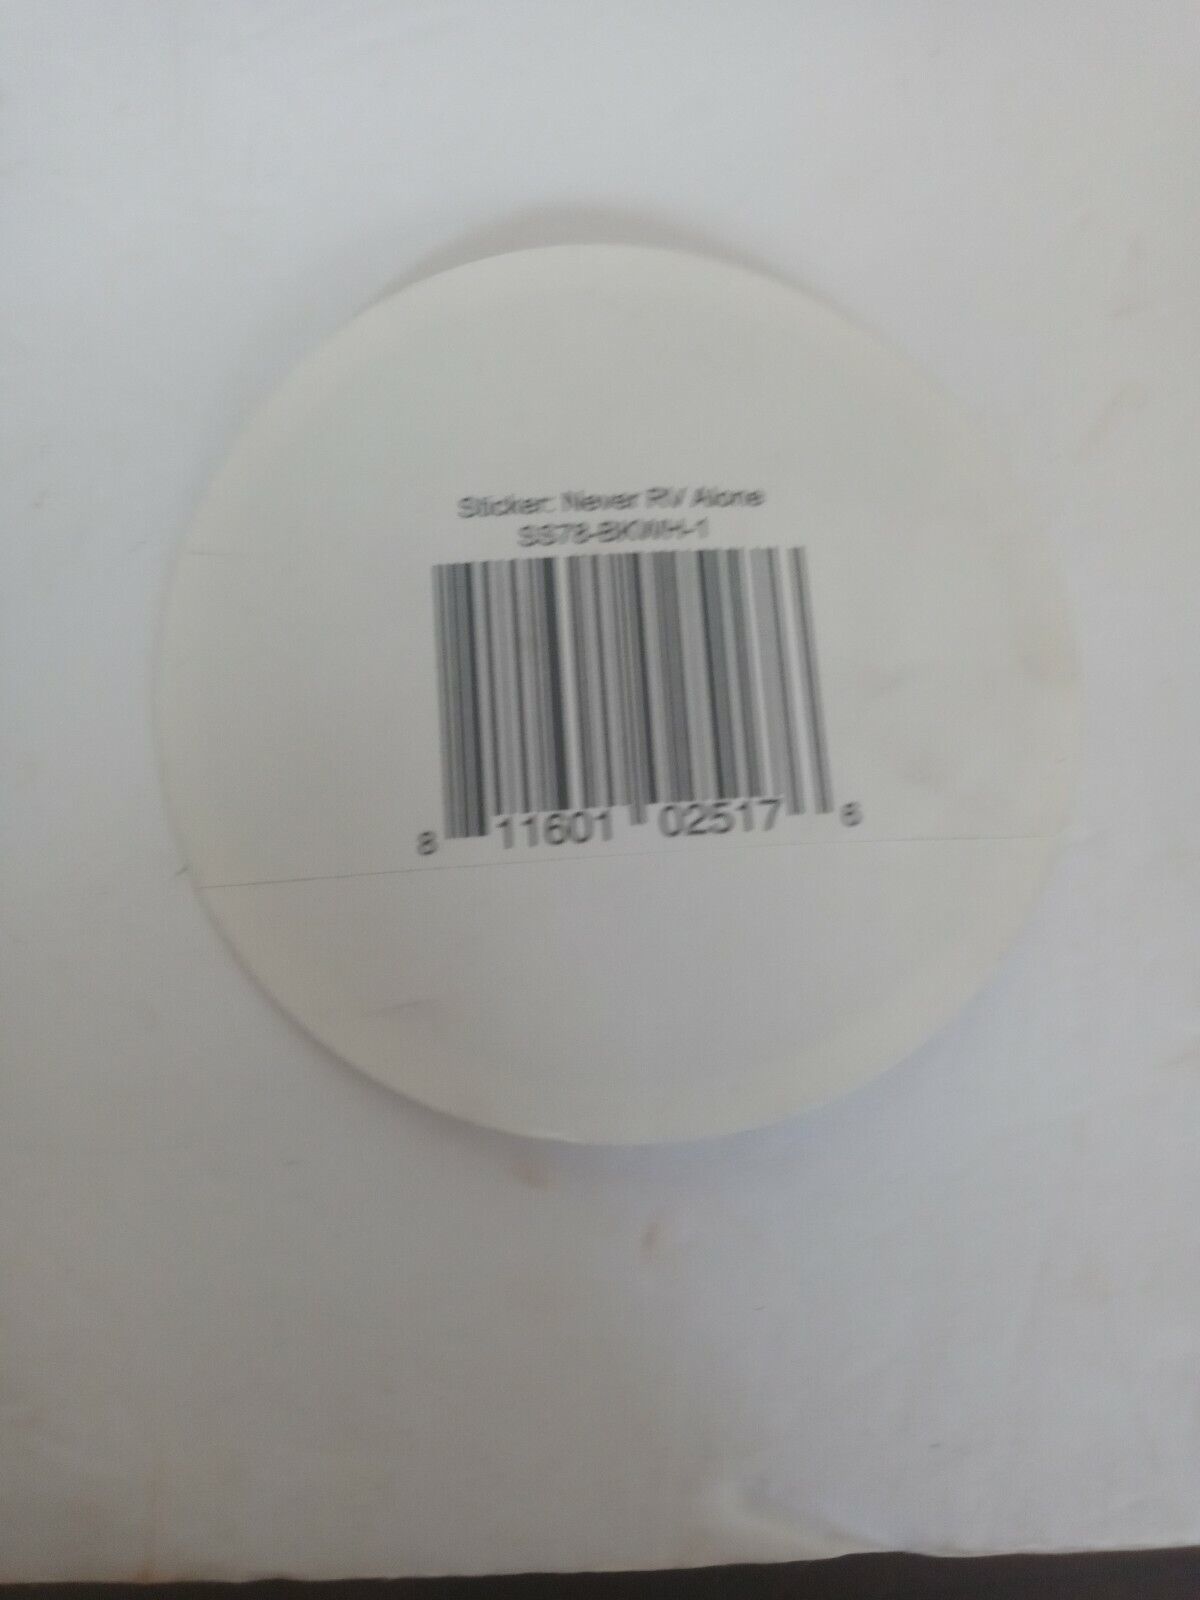 Sticker: Never RV Alone
SS78-BKWH-1
8 11601 02517 6